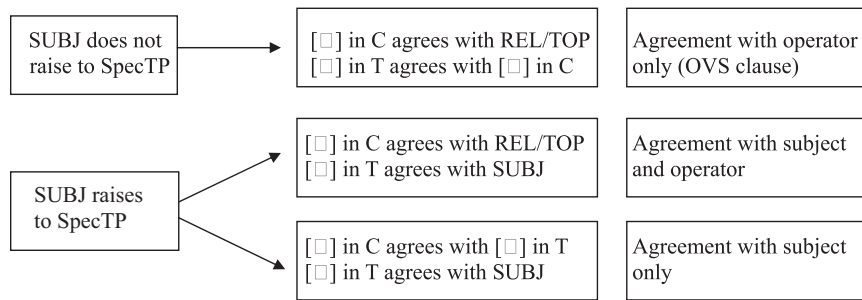 SUBJ does not
raise to SpecTP
[□] in C agrees with REL/TOP
[□] in T agrees with [□] in C
Agreement with operator
only (OVS clause)
SUBJ raises
to SpecTP
[□] in C agrees with REL/TOP
[□] in T agrees with SUBJ
Agreement with subject
and operator
[□] in C agrees with [□] in T
[□] in T agrees with SUBJ
Agreement with subject
only